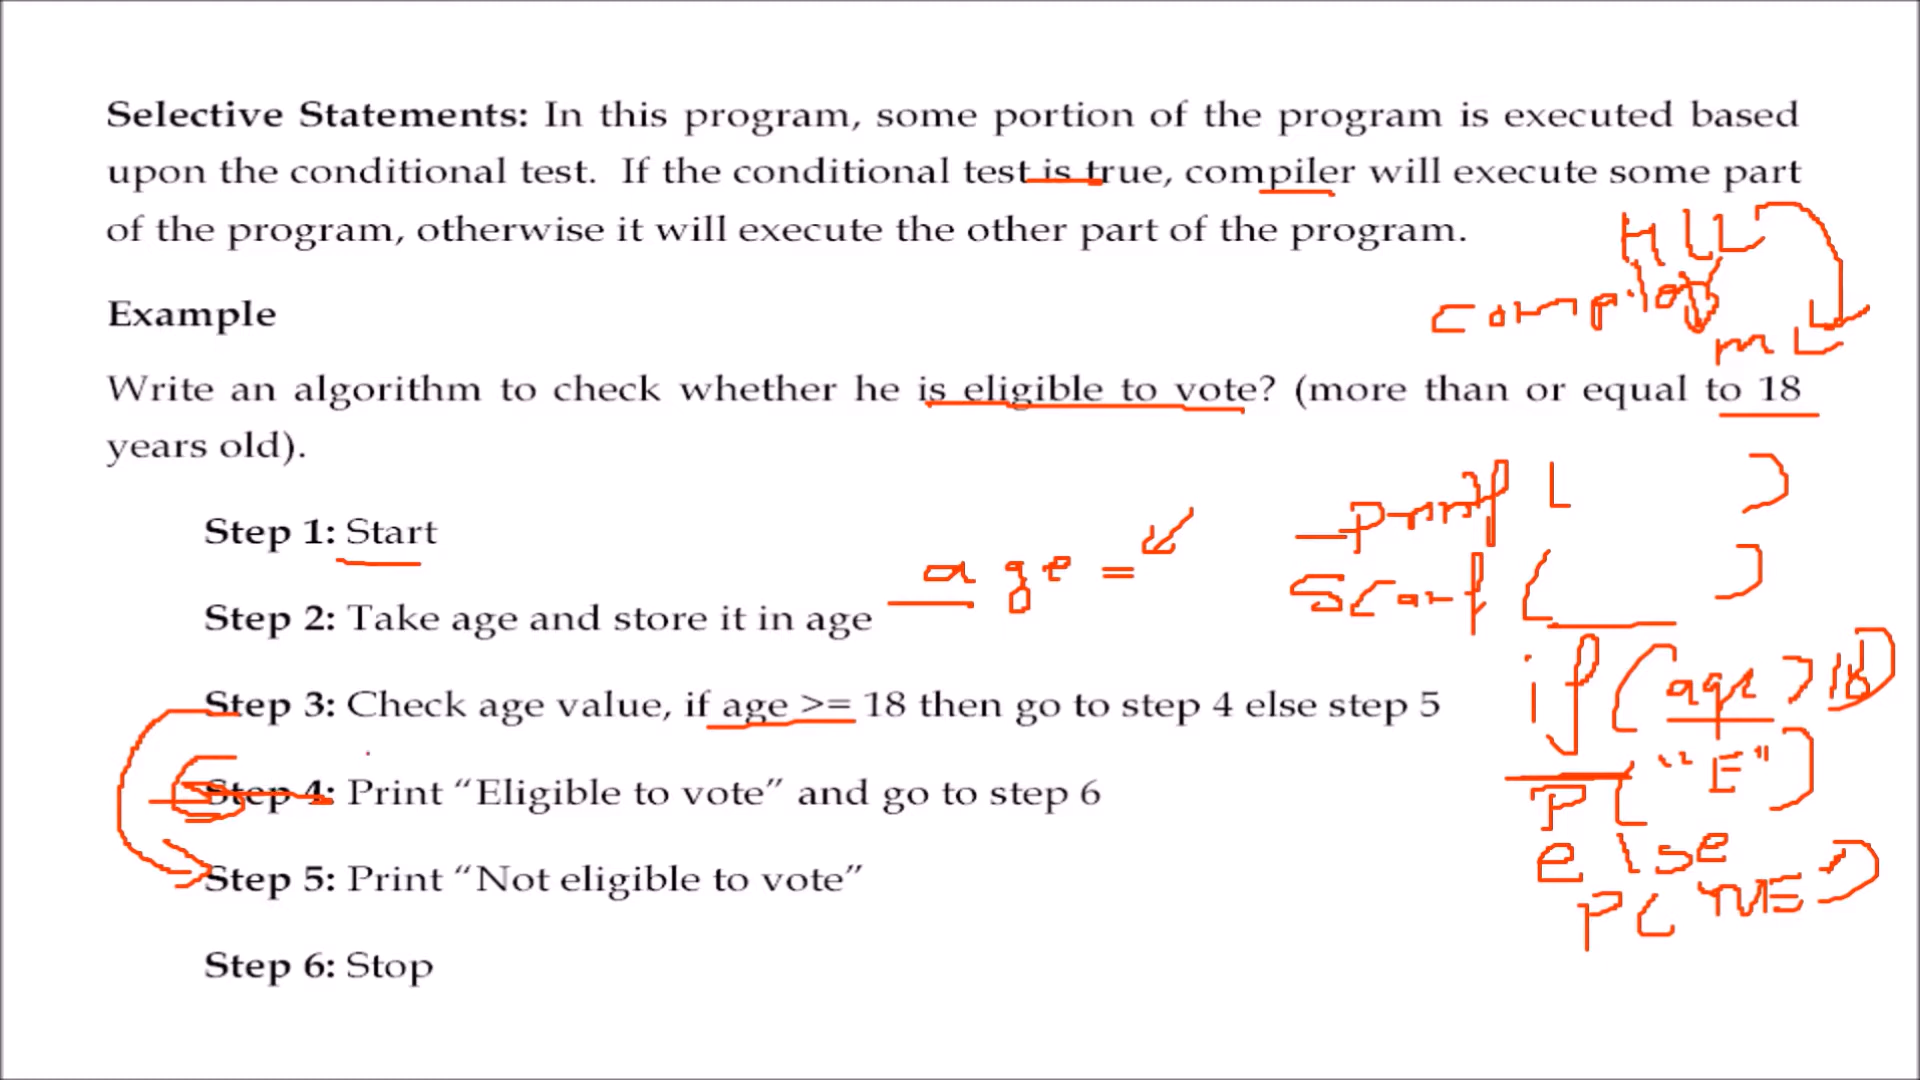 Selective Statements: In this program, some portion of the program is executed based
upon the conditional test. If the conditional test is true, compiler will execute some part
of the program, otherwise it will execute the other part of the program.
HLL
compiler
mL
Example
Write an algorithm to check whether he is eligible to vote? (more than or equal to 18
years old).
Step 1: Start
printf ( )
age =
scanf ( )
Step 2: Take age and store it in age
if (age > 18)
Step 3: Check age value, if age >= 18 then go to step 4 else step 5
P( "E")
Step 4: Print “Eligible to vote” and go to step 6
else
Step 5: Print “Not eligible to vote”
P( NE)
Step 6: Stop